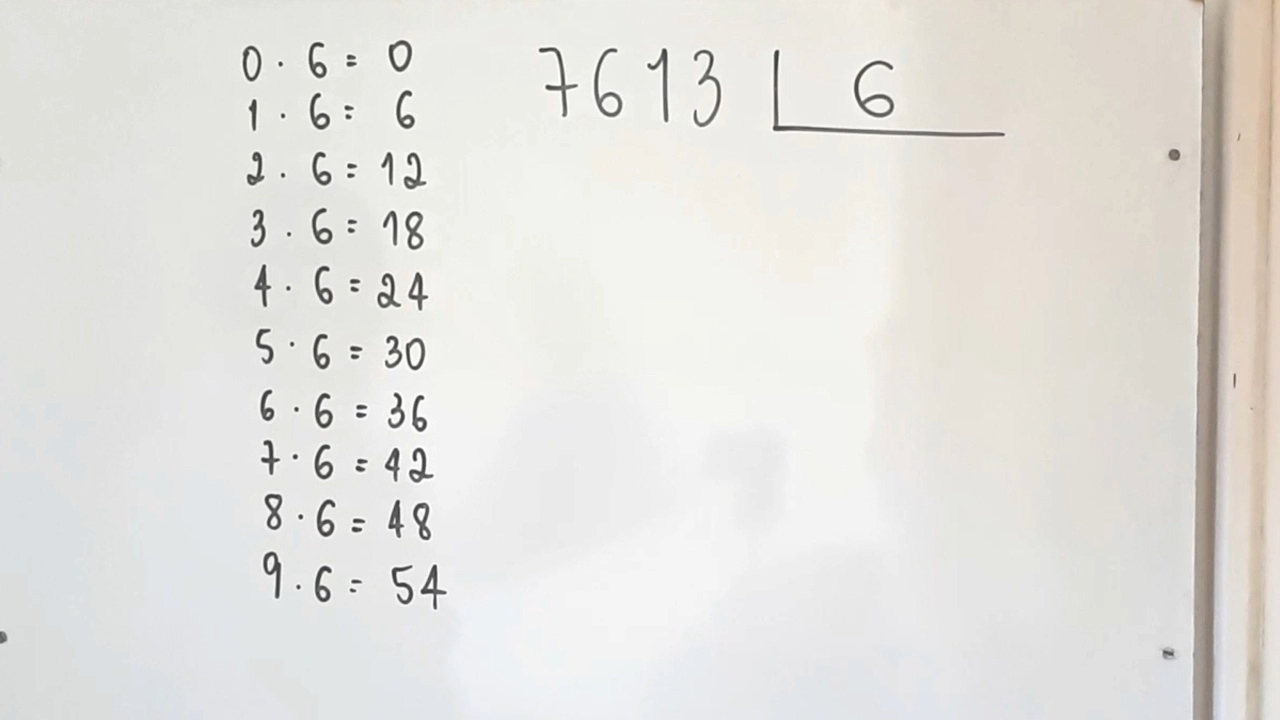 0 · 6 = 0
1 · 6 = 6
2 · 6 = 12
3 · 6 = 18
4 · 6 = 24
5 · 6 = 30
6 · 6 = 36
7 · 6 = 42
8 · 6 = 48
9 · 6 = 54
7613 6